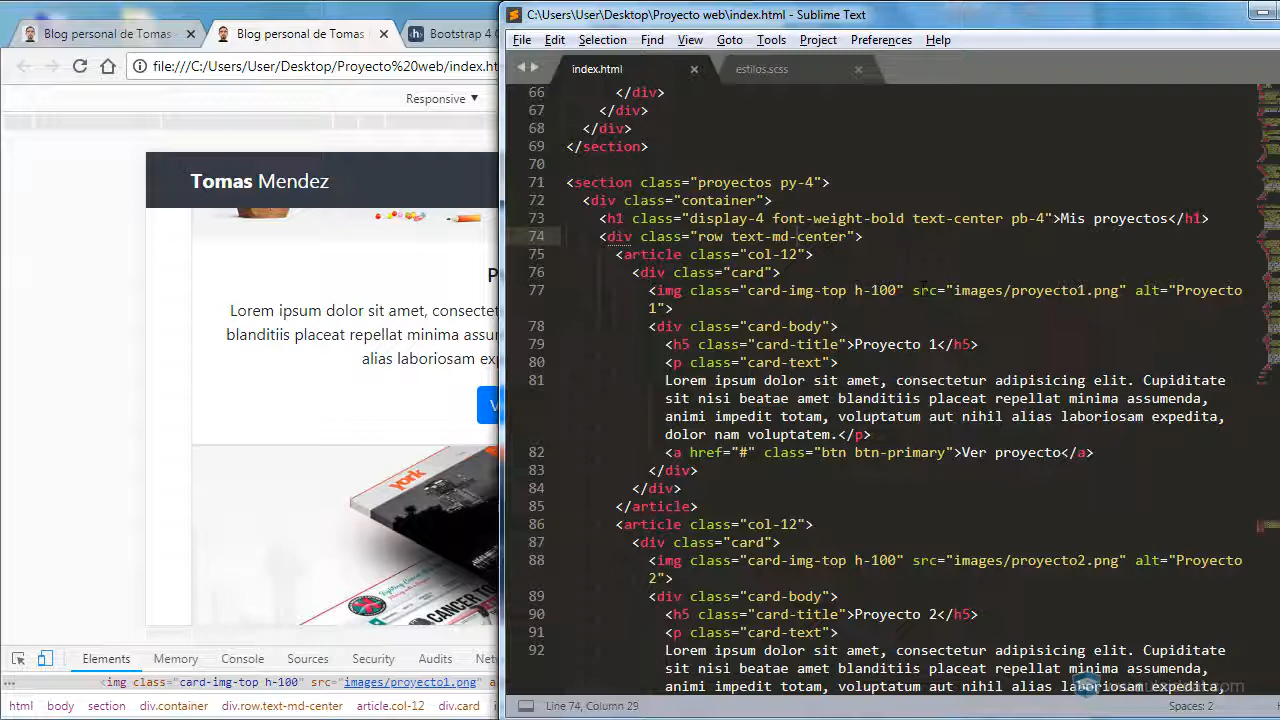 Blog personal de Tomas
Blog personal de Tomas
Bootstrap 4 C
file:///C:/Users/User/Desktop/Proyecto%20web/index.ht
Responsive ▼
Tomas Mendez
P
Lorem ipsum dolor sit amet, consectet
blanditiis placeat repellat minima assu
alias laboriosam exp
V
york
CANCERTO
Elements Memory Console Sources Security Audits Net
<img class="card-img-top h-100" src="images/proyecto1.png" a
html body section div.container div.row.text-md-center article.col-12 div.card
C:\Users\User\Desktop\Proyecto web\index.html - Sublime Text
File Edit Selection Find View Goto Tools Project Preferences Help
index.html estilos.scss
66 </div>
67 </div>
68 </div>
69 </section>
70
71 <section class="proyectos py-4">
72 <div class="container">
73 <h1 class="display-4 font-weight-bold text-center pb-4">Mis proyectos</h1>
74 <div class="row text-md-center">
75 <article class="col-12">
76 <div class="card">
77 <img class="card-img-top h-100" src="images/proyecto1.png" alt="Proyecto
1">
78 <div class="card-body">
79 <h5 class="card-title">Proyecto 1</h5>
80 <p class="card-text">
81 Lorem ipsum dolor sit amet, consectetur adipisicing elit. Cupiditate
sit nisi beatae amet blanditiis placeat repellat minima assumenda,
animi impedit totam, voluptatum aut nihil alias laboriosam expedita,
dolor nam voluptatem.</p>
82 <a href="#" class="btn btn-primary">Ver proyecto</a>
83 </div>
84 </div>
85 </article>
86 <article class="col-12">
87 <div class="card">
88 <img class="card-img-top h-100" src="images/proyecto2.png" alt="Proyecto
2">
89 <div class="card-body">
90 <h5 class="card-title">Proyecto 2</h5>
91 <p class="card-text">
92 Lorem ipsum dolor sit amet, consectetur adipisicing elit. Cupiditate
sit nisi beatae amet blanditiis placeat repellat minima assumenda,
animi impedit totam, voluptatum aut nihil alias laboriosam expedita,
Line 74, Column 29
Spaces: 2